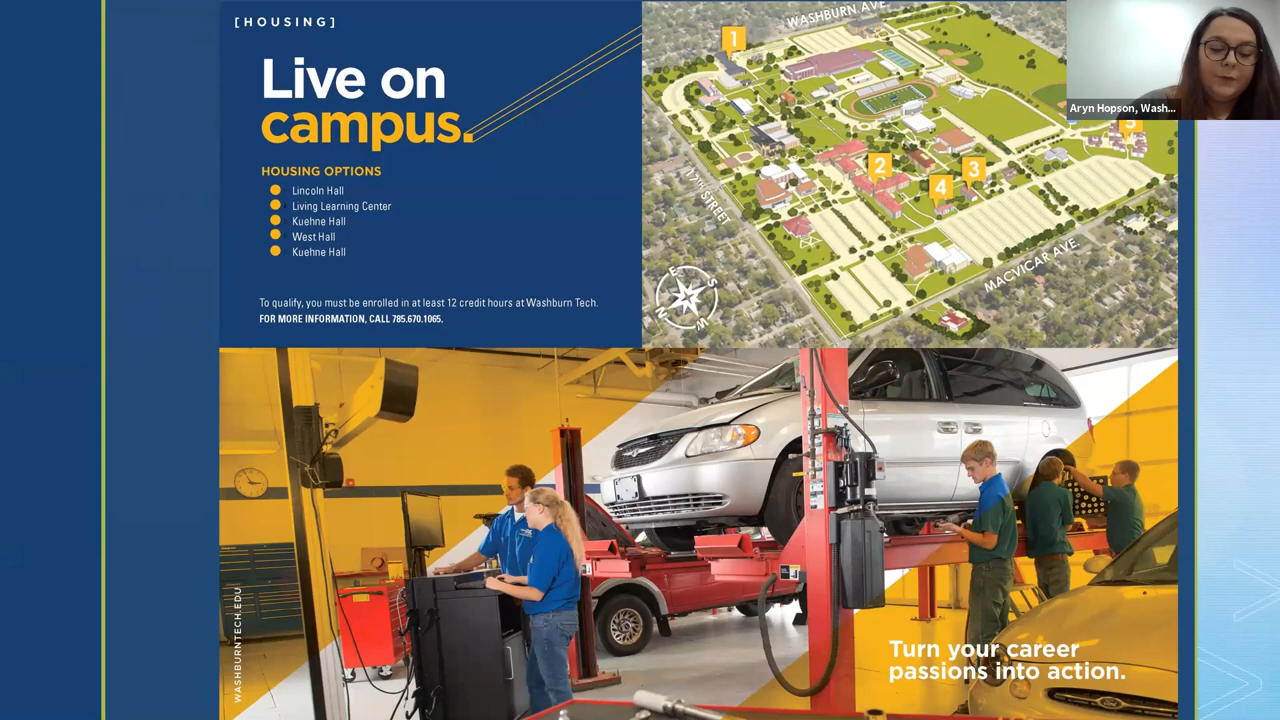 [HOUSING]
Live on
campus.
HOUSING OPTIONS
Lincoln Hall
Living Learning Center
Kuehne Hall
West Hall
Kuehne Hall
To qualify, you must be enrolled in at least 12 credit hours at Washburn Tech.
FOR MORE INFORMATION, CALL 785.670.1065.
WASHBURN AVE.
1
2
3
4
5
17TH STREET
MACVICAR AVE.
E
S
N
W
Aryn Hopson, Wash...
WASHBURNTECH.EDU
Turn your career
passions into action.